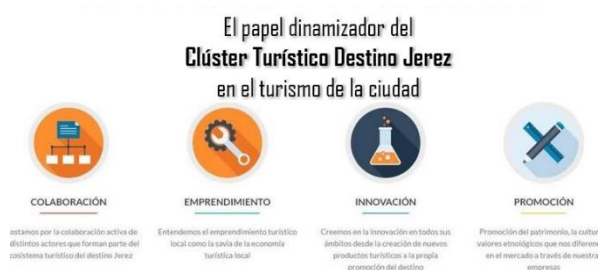 El papel dinamizador del
Clúster Turístico Destino Jerez
en el turismo de la ciudad
COLABORACIÓN
ostamos por la colaboración activa de
distintos actores que forman parte del
cosistema turístico del destino Jerez
EMPRENDIMIENTO
Entendemos el emprendimiento turístico
local como la savia de la economía
turística local
INNOVACIÓN
Creemos en la innovación en todos sus
ámbitos desde la creación de nuevos
productos turísticos a la propia
promoción del destino
PROMOCIÓN
Promoción del patrimonio, la cultur
valores etnológicos que nos diferenc
en el mercado a través de nuestra
empresas